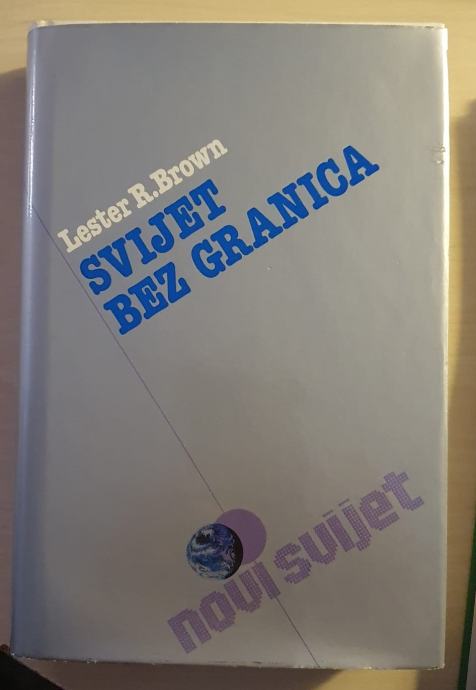 Lester R.Brown
SVIJET
BEZ GRANICA
novi svijet